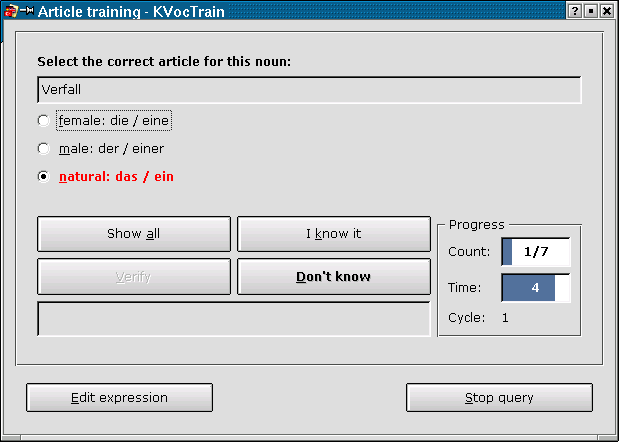 Article training - KVocTrain
Select the correct article for this noun:
Verfall
female: die / eine
male: der / einer
natural: das / ein
Show all
I know it
Verify
Don't know
Progress
Count: 1/7
Time: 4
Cycle: 1
Edit expression
Stop query